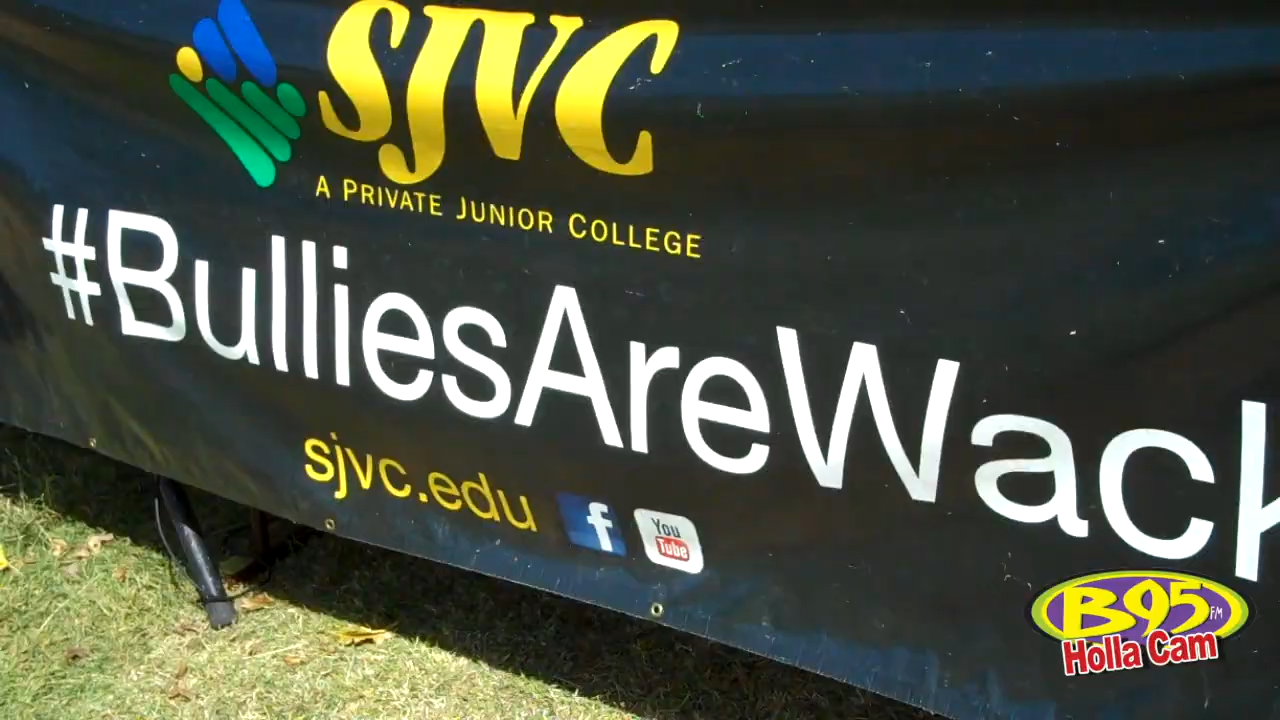 SJVC
A PRIVATE JUNIOR COLLEGE
#BulliesAreWack
sjvc.edu
f
You Tube
B95 FM
Holla Cam